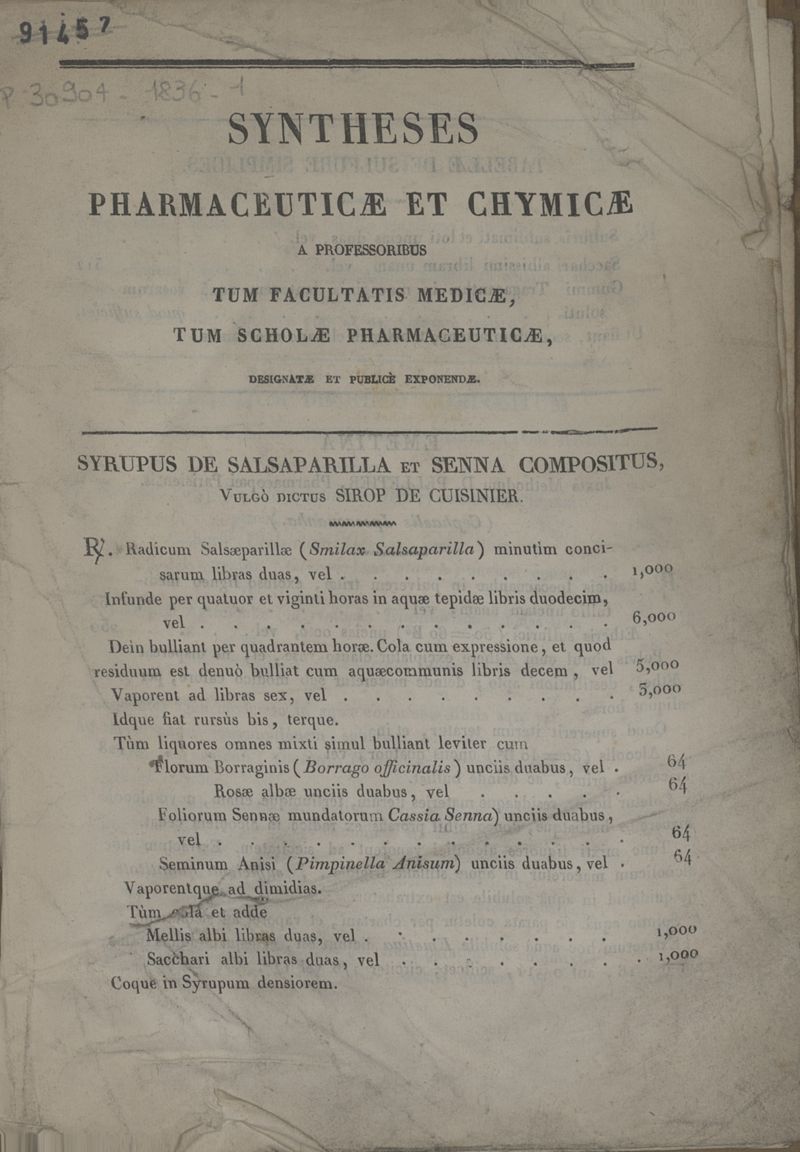 91457
P 30904 - 1836 - 1
SYNTHESES
PHARMACEUTICÆ ET CHYMICÆ
A PROFESSORIBUS
TUM FACULTATIS MEDICÆ,
TUM SCHOLÆ PHARMACEUTICÆ,
DESIGNATÆ ET PUBLICÈ EXPONENDÆ.
SYRUPUS DE SALSAPARILLA ET SENNA COMPOSITUS,
VULGÒ DICTUS SIROP DE CUISINIER.
℞. Radicum Salsæparillæ (Smilax Salsaparilla) minutìm conci-
sarum libras duas, vel . . . . . . . . . 1,000
Infunde per quatuor et viginti horas in aquæ tepidæ libris duodecim,
vel . . . . . . . . . . . . . 6,000
Dein bulliant per quadrantem horæ. Cola cum expressione, et quod
residuum est denuò bulliat cum aquæcommunis libris decem, vel 5,000
Vaporent ad libras sex, vel . . . . . . . . . 3,000
Idque fiat rursùs bis, terque.
Tùm liquores omnes mixti simul bulliant leviter cum
Florum Borraginis (Borrago officinalis) unciis duabus, vel . 64
Rosæ albæ unciis duabus, vel . . . . . 64
Foliorum Sennæ mundatorum Cassia Senna) unciis duabus,
vel . . . . . . . . . . . . . 64
Seminum Anisi (Pimpinella Anisum) unciis duabus, vel . 64
Vaporentque ad dimidias.
Tùm cola et adde
Mellis albi libras duas, vel . . . . . . . . 1,000
Sacchari albi libras duas, vel . . . . . . . . 1,000
Coque in Syrupum densiorem.